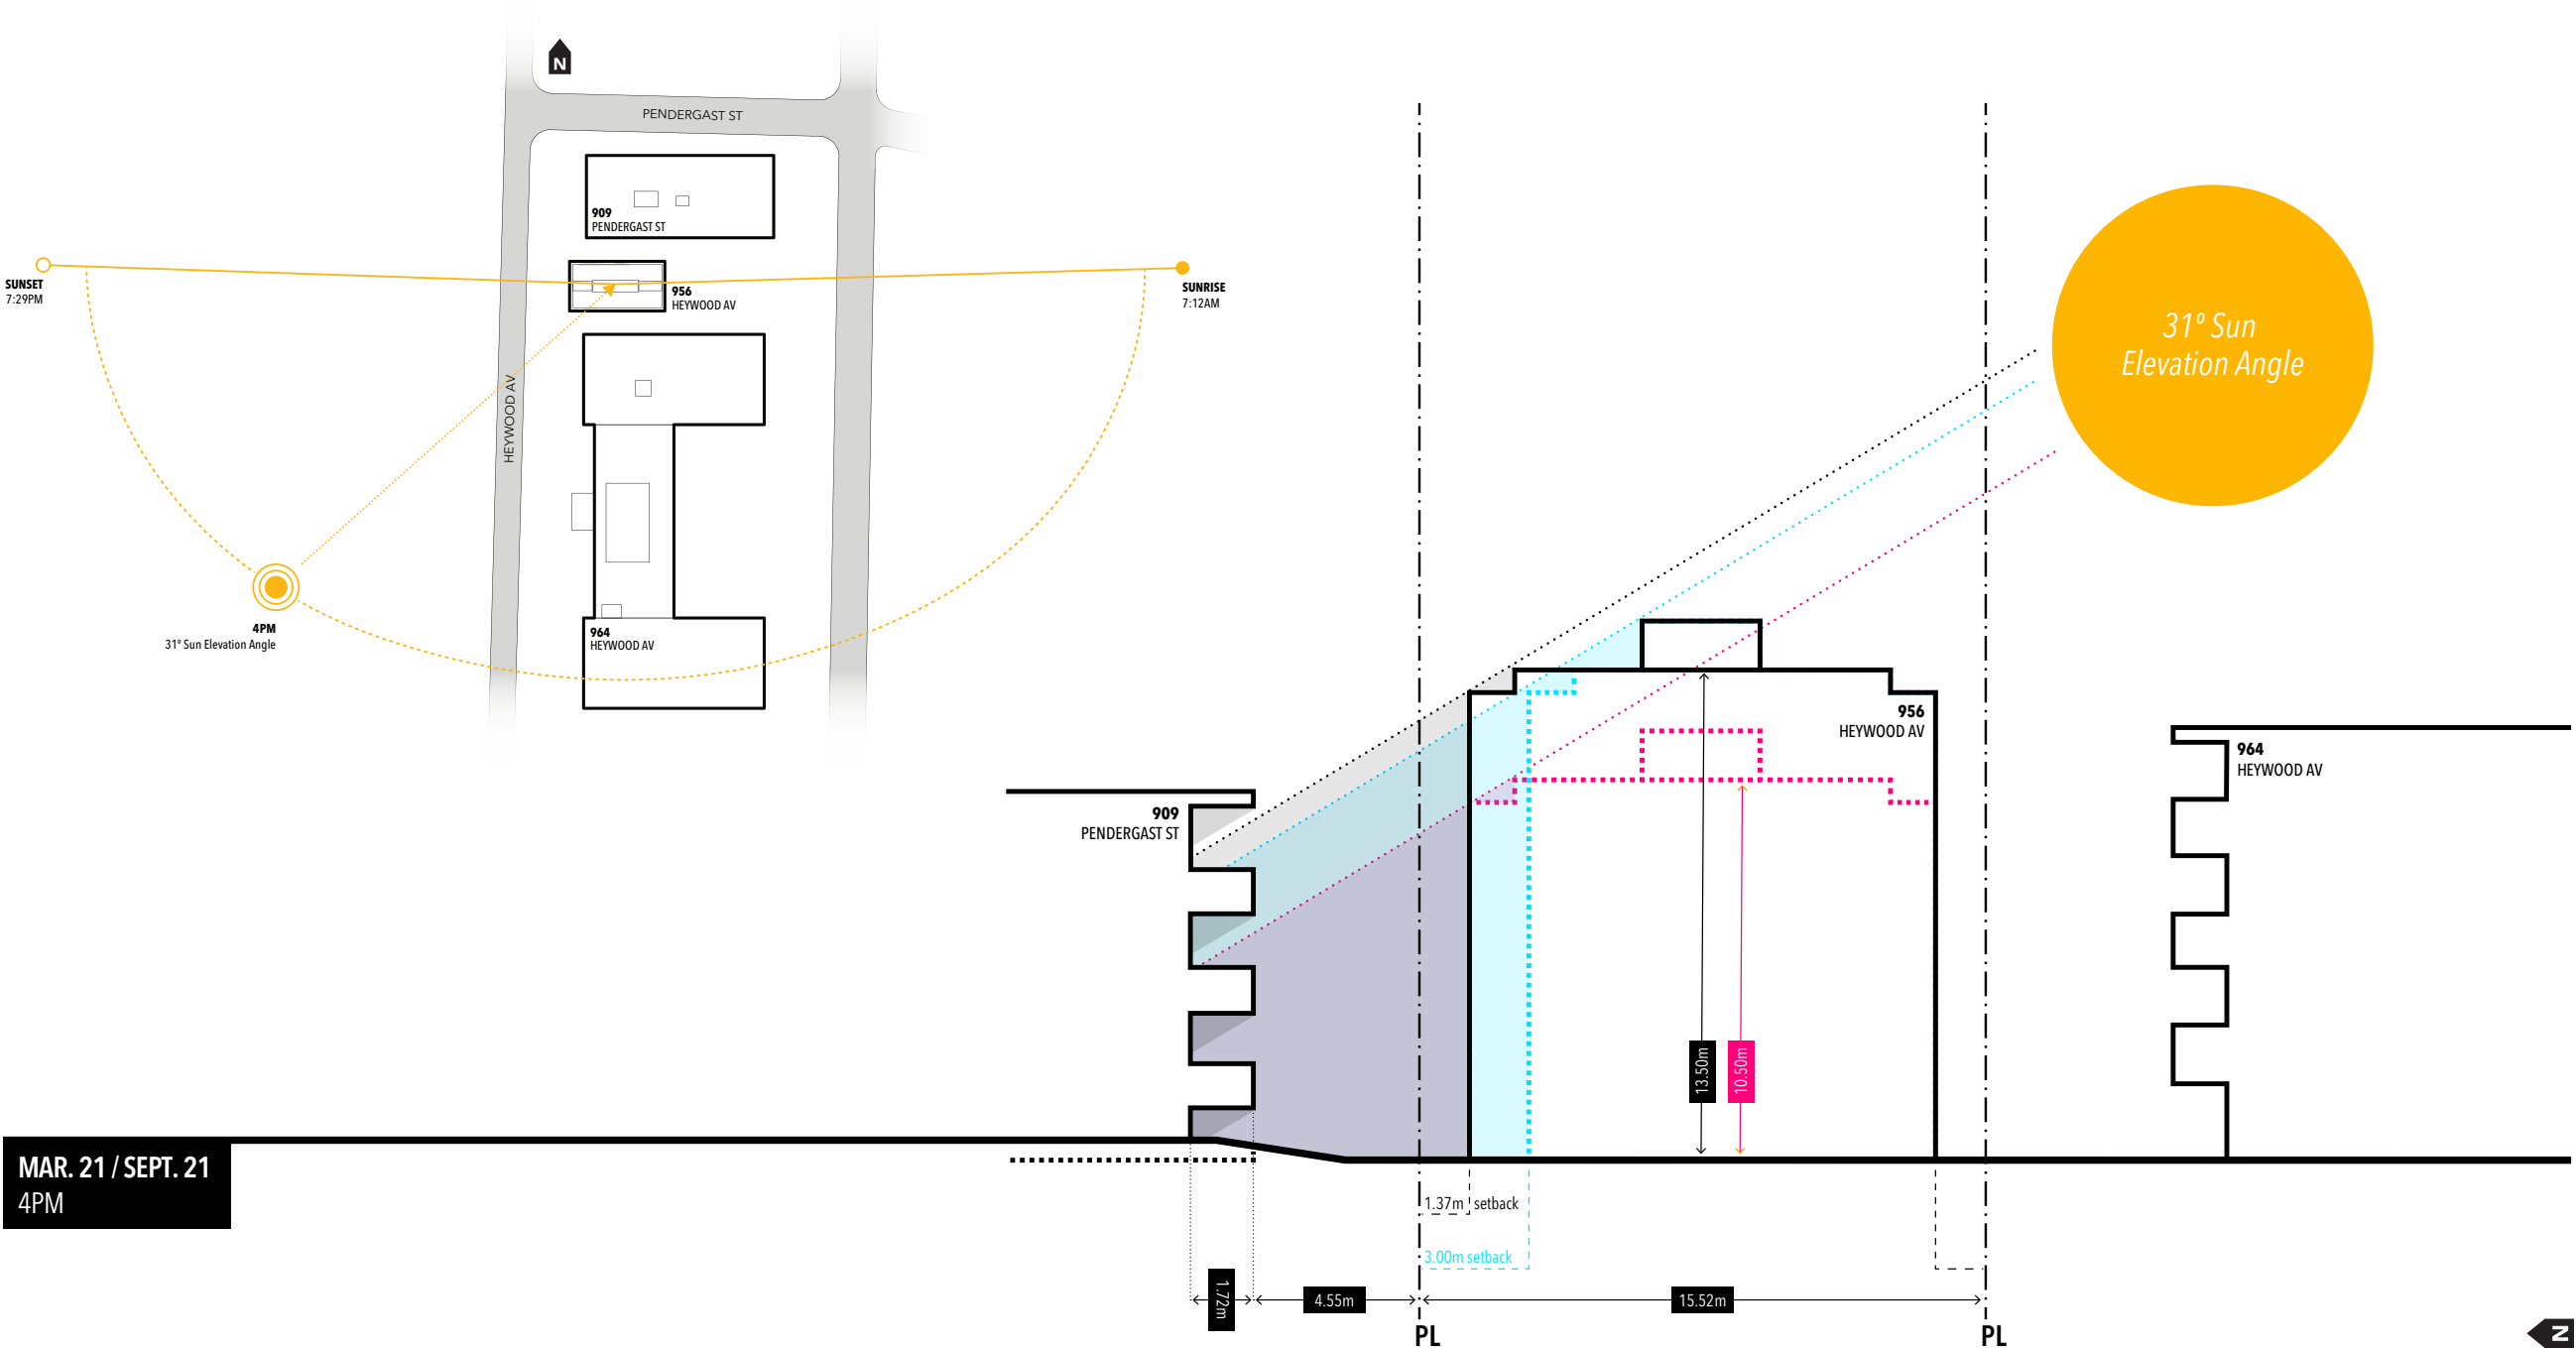 N
PENDERGAST ST
909
PENDERGAST ST
SUNSET
7:29PM
956
HEYWOOD AV
SUNRISE
7:12AM
HEYWOOD AV
4PM
31º Sun Elevation Angle
964
HEYWOOD AV
31º Sun
Elevation Angle
956
HEYWOOD AV
964
HEYWOOD AV
909
PENDERGAST ST
13.50m
10.50m
MAR. 21 / SEPT. 21
4PM
1.37m setback
3.00m setback
1.72m
4.55m
15.52m
PL
PL
N